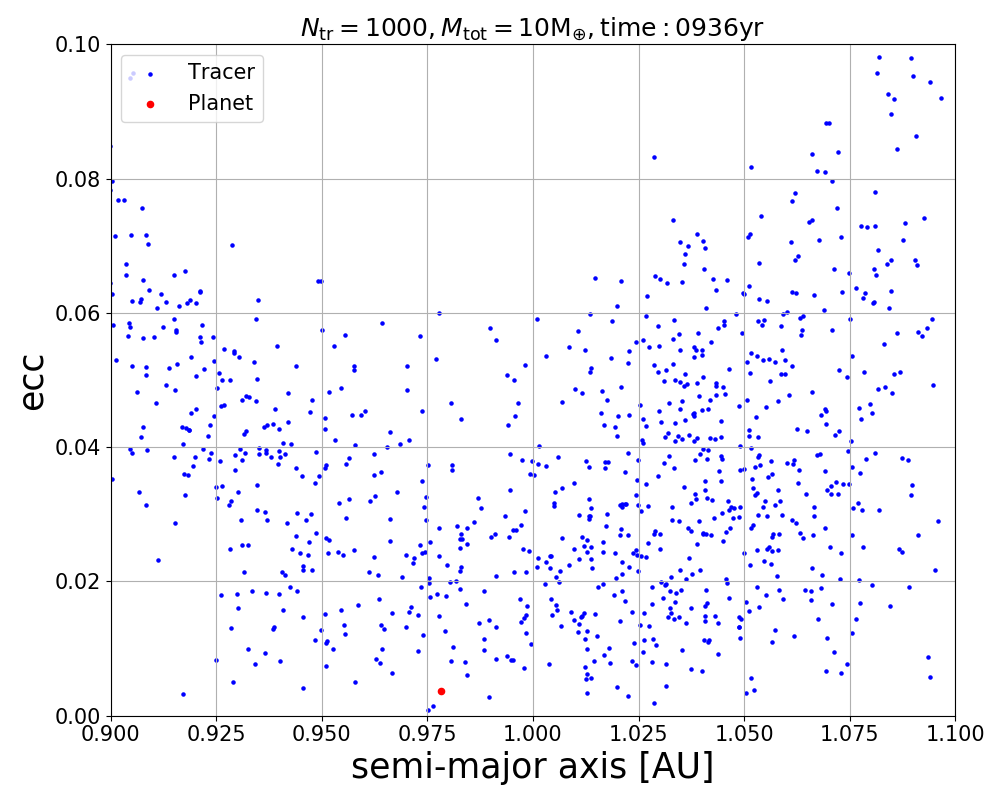 N_tr = 1000, M_tot = 10M_⊕, time : 0936yr
Tracer
Planet
ecc
0.10
0.08
0.06
0.04
0.02
0.00
0.900 0.925 0.950 0.975 1.000 1.025 1.050 1.075 1.100
semi-major axis [AU]